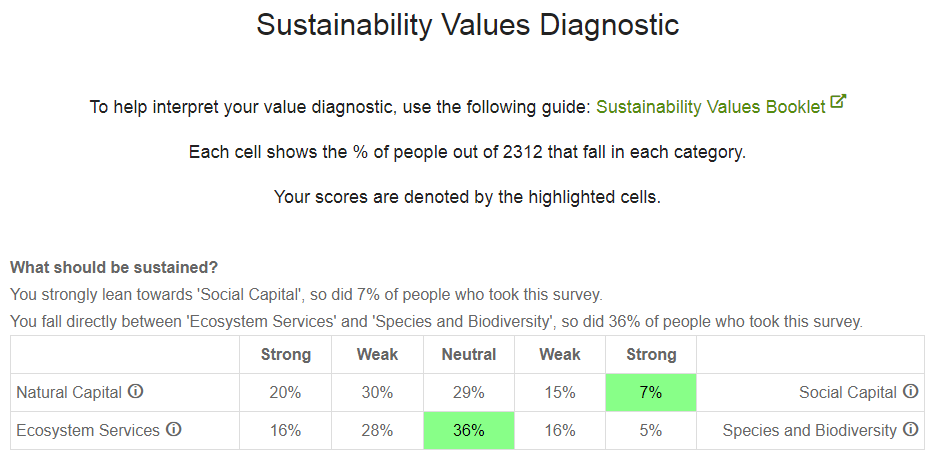 Sustainability Values Diagnostic
To help interpret your value diagnostic, use the following guide: Sustainability Values Booklet
Each cell shows the % of people out of 2312 that fall in each category.
Your scores are denoted by the highlighted cells.
What should be sustained?
You strongly lean towards 'Social Capital', so did 7% of people who took this survey.
You fall directly between 'Ecosystem Services' and 'Species and Biodiversity', so did 36% of people who took this survey.
Strong Weak Neutral Weak Strong
Natural Capital 20% 30% 29% 15% 7% Social Capital
Ecosystem Services 16% 28% 36% 16% 5% Species and Biodiversity